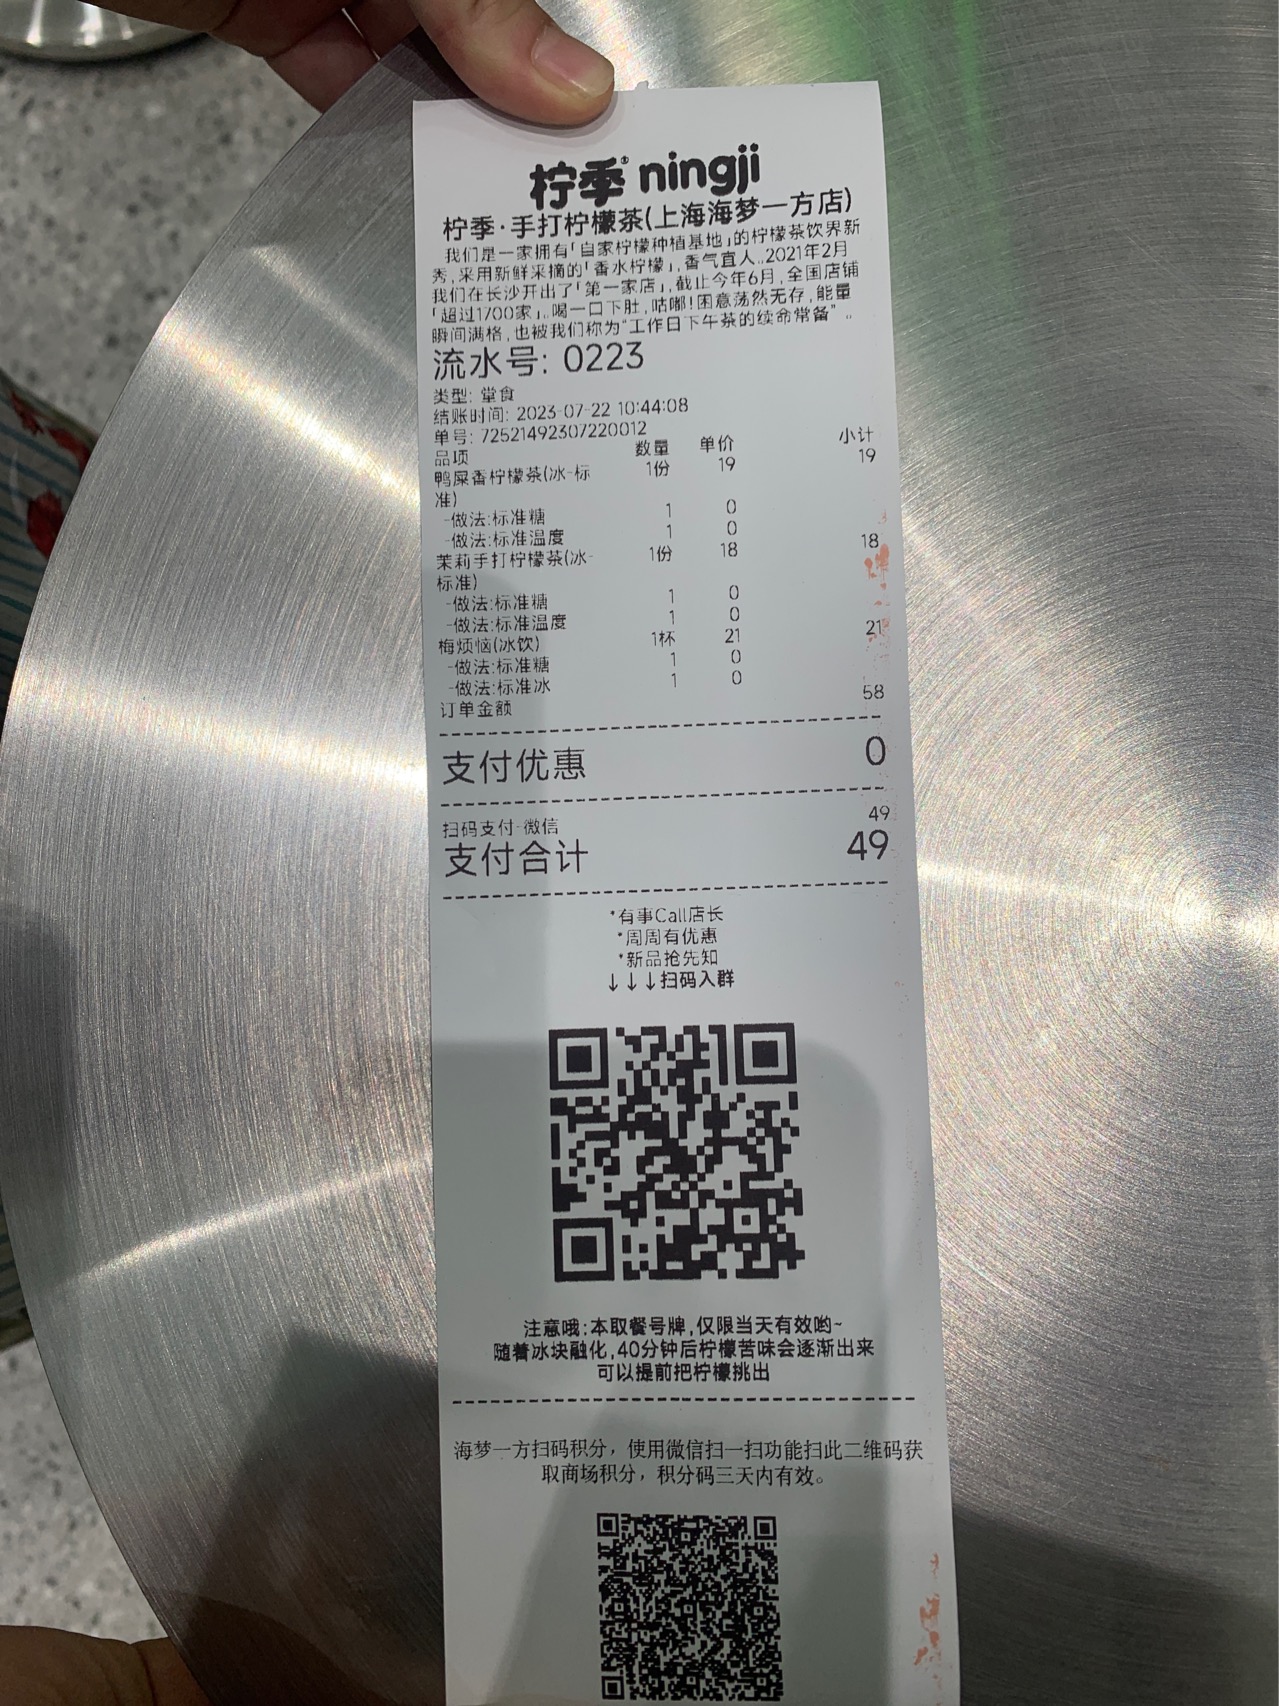 柠季® ningji
柠季·手打柠檬茶(上海海梦一方店)
我们是一家拥有「自家柠檬种植基地」的柠檬茶饮界新
秀,采用新鲜采摘的「香水柠檬」,香气宜人..2021年2月
我们在长沙开出了「第一家店」,截止今年6月,全国店铺
「超过1700家」..喝一口下肚,咕嘟!困意荡然无存,能量
瞬间满格,也被我们称为“工作日下午茶的续命常备” ..
流水号: 0223
类型: 堂食
结账时间: 2023-07-22 10:44:08
单号: 72521492307220012
品项 数量 单价 小计
鸭屎香柠檬茶(冰-标 1份 19 19
准)
-做法:标准糖 1 0
-做法:标准温度 1 0
茉莉手打柠檬茶(冰- 1份 18 18
标准)
-做法:标准糖 1 0
-做法:标准温度 1 0
梅烦恼(冰饮) 1杯 21 21
-做法:标准糖 1 0
-做法:标准冰 1 0
订单金额 58
支付优惠 0
扫码支付-微信 49
支付合计 49
*有事Call店长
*周周有优惠
*新品抢先知
↓↓↓扫码入群
注意哦:本取餐号牌,仅限当天有效哟~
随着冰块融化,40分钟后柠檬苦味会逐渐出来
可以提前把柠檬挑出
海梦一方扫码积分，使用微信扫一扫功能扫此二维码获
取商场积分，积分码三天内有效。